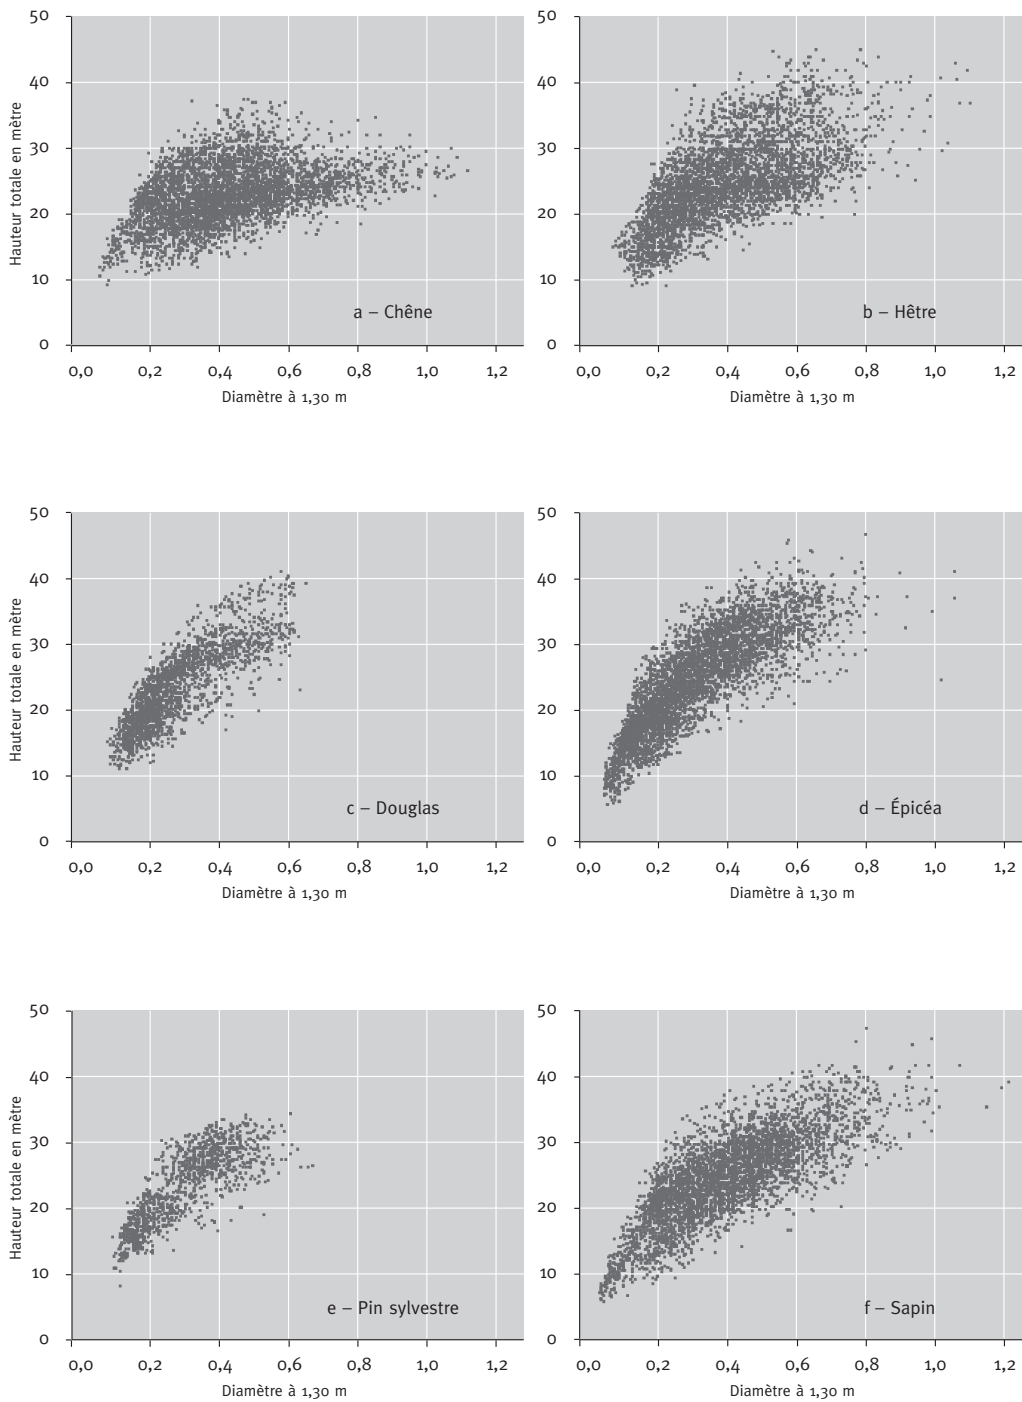 50
40
30
20
10
0
Hauteur totale en mètre
a – Chêne
0,0 0,2 0,4 0,6 0,8 1,0 1,2
Diamètre à 1,30 m
50
40
30
20
10
0
b – Hêtre
0,0 0,2 0,4 0,6 0,8 1,0 1,2
Diamètre à 1,30 m
50
40
30
20
10
0
Hauteur totale en mètre
c – Douglas
0,0 0,2 0,4 0,6 0,8 1,0 1,2
Diamètre à 1,30 m
50
40
30
20
10
0
d – Épicéa
0,0 0,2 0,4 0,6 0,8 1,0 1,2
Diamètre à 1,30 m
50
40
30
20
10
0
Hauteur totale en mètre
e – Pin sylvestre
0,0 0,2 0,4 0,6 0,8 1,0 1,2
Diamètre à 1,30 m
50
40
30
20
10
0
f – Sapin
0,0 0,2 0,4 0,6 0,8 1,0 1,2
Diamètre à 1,30 m